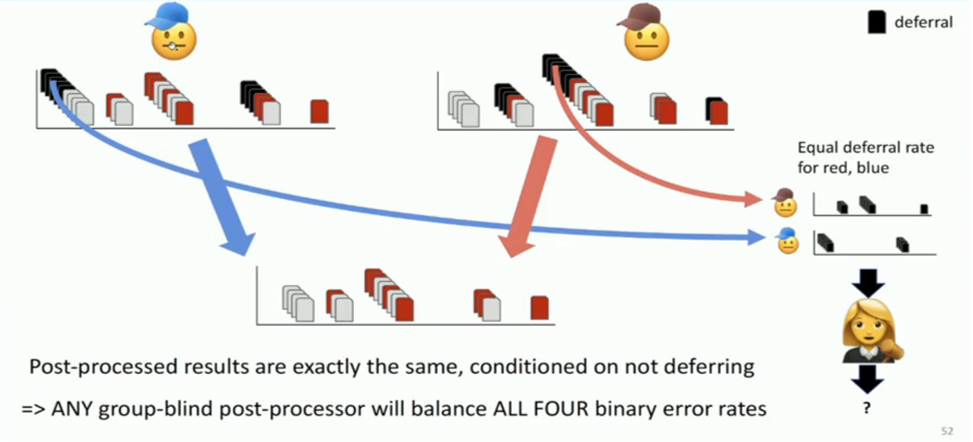 deferral
Equal deferral rate
for red, blue
Post-processed results are exactly the same, conditioned on not deferring
=> ANY group-blind post-processor will balance ALL FOUR binary error rates
?
52